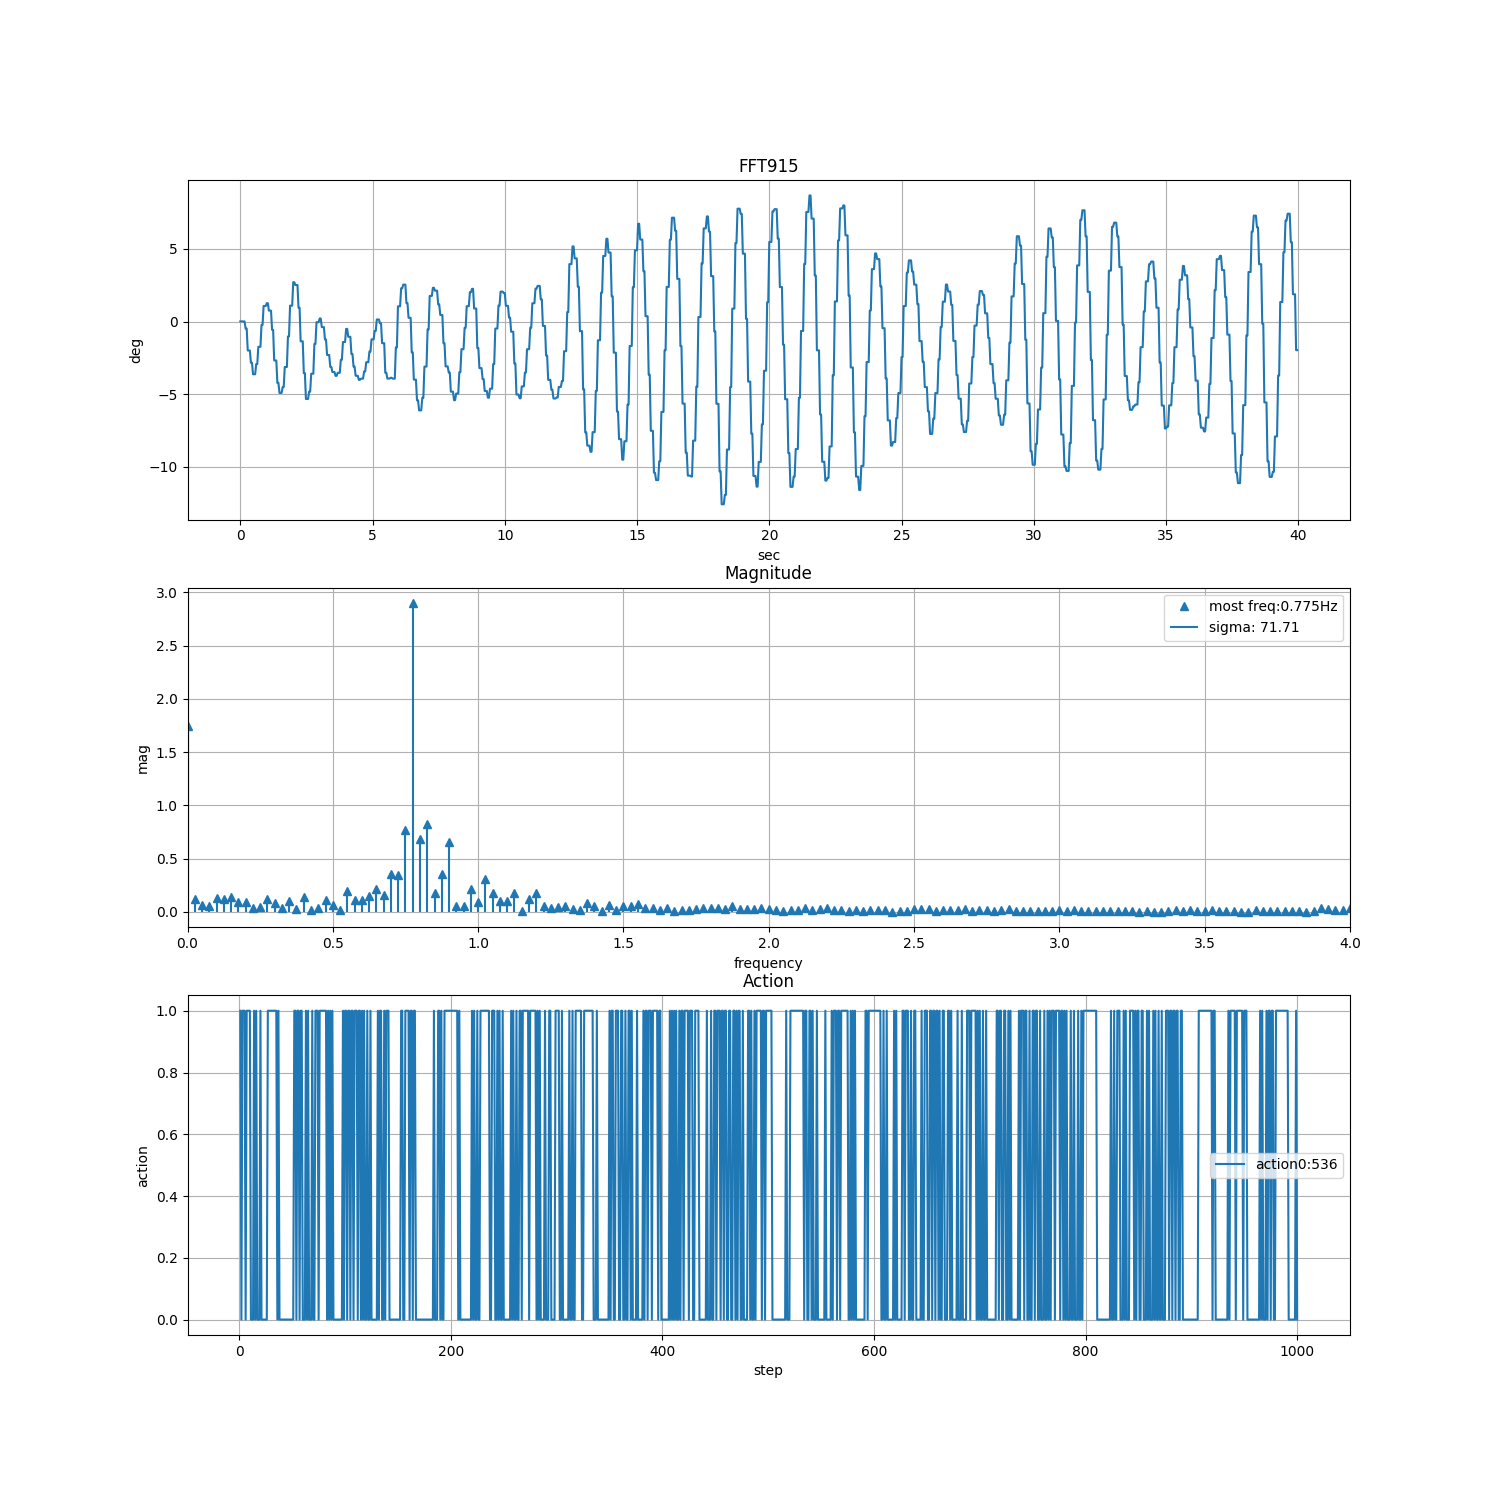 FFT915
5
0
−5
−10
deg
0 5 10 15 20 25 30 35 40
sec
Magnitude
3.0
2.5
2.0
1.5
1.0
0.5
0.0
mag
most freq:0.775Hz
sigma: 71.71
0.0 0.5 1.0 1.5 2.0 2.5 3.0 3.5 4.0
frequency
Action
1.0
0.8
0.6
0.4
0.2
0.0
action
action0:536
0 200 400 600 800 1000
step